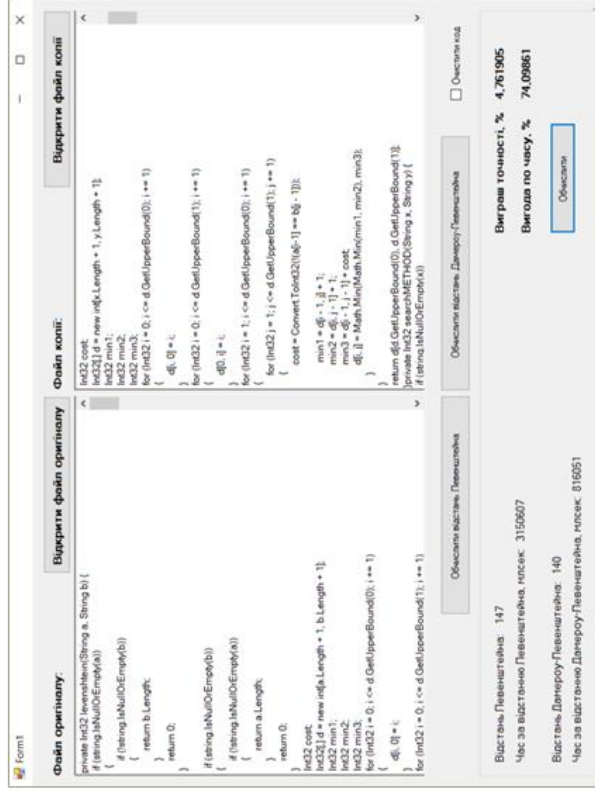 Form1
Файл оригіналу:
Відкрити файл оригіналу
private Int32 levenshtein(String a, String b) {
if (string.IsNullOrEmpty(a))
{
if (!string.IsNullOrEmpty(b))
{
return b.Length;
}
return 0;
}
if (string.IsNullOrEmpty(b))
{
if (!string.IsNullOrEmpty(a))
{
return a.Length;
}
return 0;
}
Int32 cost;
Int32[,] d = new int[a.Length + 1, b.Length + 1];
Int32 min1;
Int32 min2;
Int32 min3;
for (Int32 i = 0; i <= d.GetUpperBound(0); i += 1)
{
d[i, 0] = i;
}
for (Int32 i = 0; i <= d.GetUpperBound(1); i += 1)
Файл копії:
Відкрити файл копії
Int32 cost;
Int32[,] d = new int[x.Length + 1, y.Length + 1];
Int32 min1;
Int32 min2;
Int32 min3;
for (Int32 i = 0; i <= d.GetUpperBound(0); i += 1)
{
d[i, 0] = i;
}
for (Int32 i = 0; i <= d.GetUpperBound(1); i += 1)
{
d[0, i] = i;
}
for (Int32 i = 1; i <= d.GetUpperBound(0); i += 1)
{
for (Int32 j = 1; j <= d.GetUpperBound(1); j += 1)
{
cost = Convert.ToInt32(!(a[i-1] == b[j - 1]));
min1 = d[i - 1, j] + 1;
min2 = d[i, j - 1] + 1;
min3 = d[i - 1, j - 1] + cost;
d[i, j] = Math.Min(Math.Min(min1, min2), min3);
}
}
return d[d.GetUpperBound(0), d.GetUpperBound(1)];
}private Int32 searchMETHOD(String x, String y) {
if (string.IsNullOrEmpty(x))
Обчислити відстань Левенштейна
Обчислити відстань Дамероу-Левенштейна
Очистити код
Відстань Левенштейна: 147
Час за відстанню Левенштейна, млсек: 3150607
Відстань Дамероу-Левенштейна: 140
Час за відстанню Дамероу-Левенштейна, млсек: 816051
Виграш точності, % 4,761905
Вигода по часу, % 74,09861
Обчислити